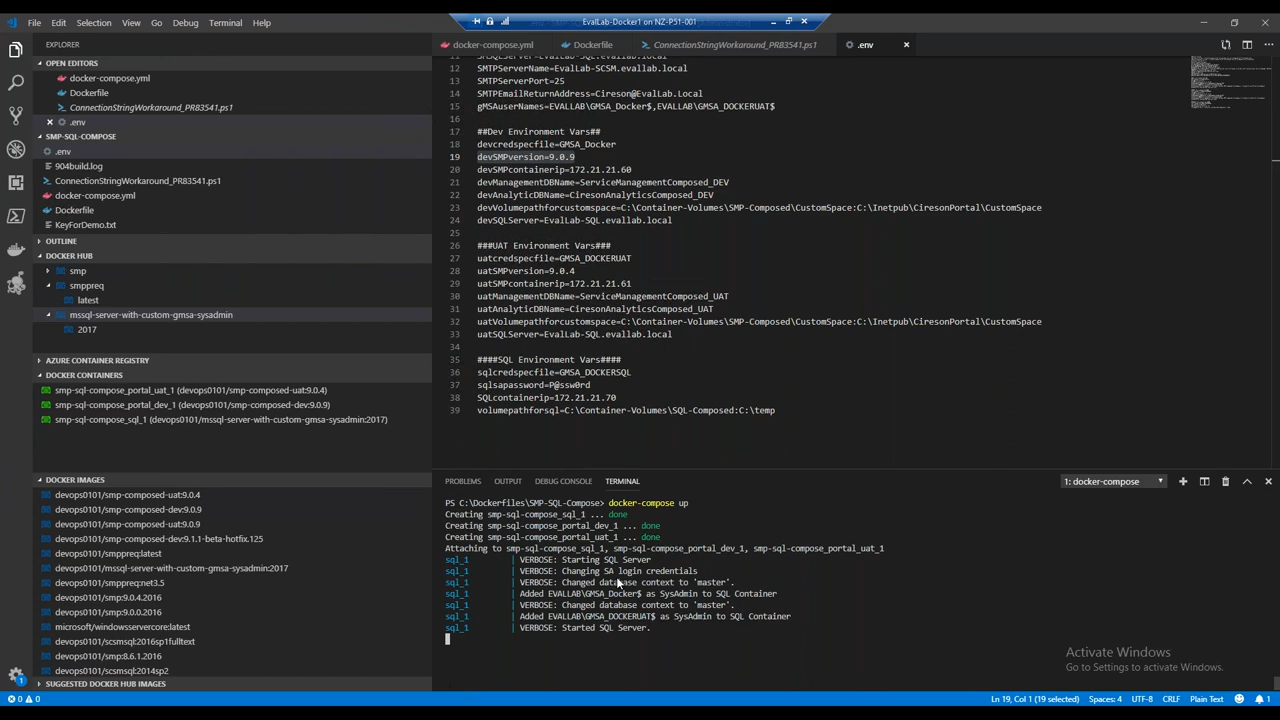 EvalLab-Docker1 on NZ-P51-001
File Edit Selection View Go Debug Terminal Help
EXPLORER
OPEN EDITORS
docker-compose.yml
Dockerfile
ConnectionStringWorkaround_PR83541.ps1
.env
SMP-SQL-COMPOSE
.env
904build.log
ConnectionStringWorkaround_PR83541.ps1
docker-compose.yml
Dockerfile
KeyForDemo.txt
OUTLINE
DOCKER HUB
smp
smppreq
latest
mssql-server-with-custom-gmsa-sysadmin
2017
AZURE CONTAINER REGISTRY
DOCKER CONTAINERS
smp-sql-compose_portal_uat_1 (devops0101/smp-composed-uat:9.0.4)
smp-sql-compose_portal_dev_1 (devops0101/smp-composed-dev:9.0.9)
smp-sql-compose_sql_1 (devops0101/mssql-server-with-custom-gmsa-sysadmin:2017)
DOCKER IMAGES
devops0101/smp-composed-uat:9.0.4
devops0101/smp-composed-dev:9.0.9
devops0101/smp-composed-uat:9.0.9
devops0101/smp-composed-dev:9.1.1-beta-hotfix.125
devops0101/smppreq:latest
devops0101/mssql-server-with-custom-gmsa-sysadmin:2017
devops0101/smppreq:net3.5
devops0101/smp:9.0.4.2016
devops0101/smp:9.0.0.2016
microsoft/windowsservercore:latest
devops0101/scsmsql:2016sp1fulltext
devops0101/smp:8.6.1.2016
devops0101/scsmsql:2014sp2
SUGGESTED DOCKER HUB IMAGES
docker-compose.yml Dockerfile ConnectionStringWorkaround_PR83541.ps1 .env
12 SMTPServerName=EvalLab-SCSM.evallab.local
13 SMTPServerPort=25
14 SMTPEmailReturnAddress=Cireson@EvalLab.Local
15 gMSAuserNames=EVALLAB\GMSA_Docker$,EVALLAB\GMSA_DOCKERUAT$
16
17 ##Dev Environment Vars##
18 devcredspecfile=GMSA_Docker
19 devSMPversion=9.0.9
20 devSMPcontainerip=172.21.21.60
21 devManagementDBName=ServiceManagementComposed_DEV
22 devAnalyticDBName=CiresonAnalyticsComposed_DEV
23 devVolumepathforcustomspace=C:\Container-Volumes\SMP-Composed\CustomSpace:C:\Inetpub\CiresonPortal\CustomSpace
24 devSQLServer=EvalLab-SQL.evallab.local
25
26 ###UAT Environment Vars###
27 uatcredspecfile=GMSA_DOCKERUAT
28 uatSMPversion=9.0.4
29 uatSMPcontainerip=172.21.21.61
30 uatManagementDBName=ServiceManagementComposed_UAT
31 uatAnalyticDBName=CiresonAnalyticsComposed_UAT
32 uatVolumepathforcustomspace=C:\Container-Volumes\SMP-Composed\CustomSpace:C:\Inetpub\CiresonPortal\CustomSpace
33 uatSQLServer=EvalLab-SQL.evallab.local
34
35 ####SQL Environment Vars####
36 sqlcredspecfile=GMSA_DOCKERSQL
37 sqlsapassword=P@ssw0rd
38 SQLcontainerip=172.21.21.70
39 volumepathforsql=C:\Container-Volumes\SQL-Composed:C:\temp
PROBLEMS OUTPUT DEBUG CONSOLE TERMINAL
1: docker-compose
PS C:\Dockerfiles\SMP-SQL-Compose> docker-compose up
Creating smp-sql-compose_sql_1 ... done
Creating smp-sql-compose_portal_dev_1 ... done
Creating smp-sql-compose_portal_uat_1 ... done
Attaching to smp-sql-compose_sql_1, smp-sql-compose_portal_dev_1, smp-sql-compose_portal_uat_1
sql_1 | VERBOSE: Starting SQL Server
sql_1 | VERBOSE: Changing SA login credentials
sql_1 | VERBOSE: Changed database context to 'master'.
sql_1 | Added EVALLAB\GMSA_Docker$ as SysAdmin to SQL Container
sql_1 | VERBOSE: Changed database context to 'master'.
sql_1 | Added EVALLAB\GMSA_DOCKERUAT$ as SysAdmin to SQL Container
sql_1 | VERBOSE: Started SQL Server.
Activate Windows
Go to Settings to activate Windows.
1
0 0
Ln 19, Col 1 (19 selected) Spaces: 4 UTF-8 CRLF Plain Text 1